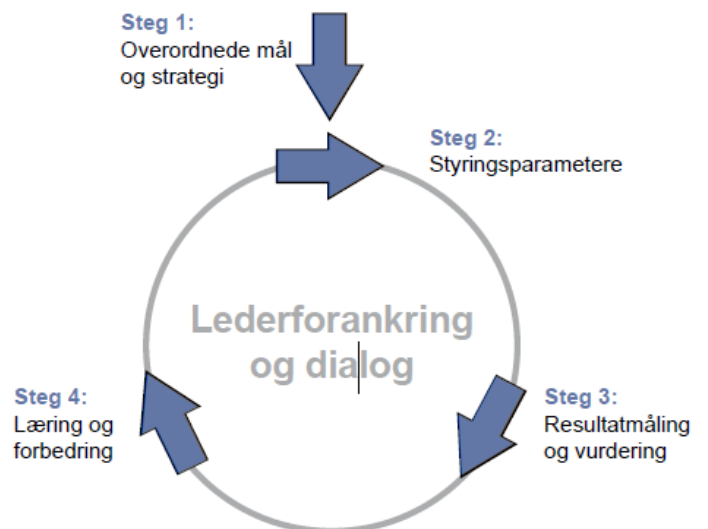 Steg 1:
Overordnede mål
og strategi
Steg 2:
Styringsparametere
Lederforankring
og dialog
Steg 3:
Resultatmåling
og vurdering
Steg 4:
Læring og
forbedring